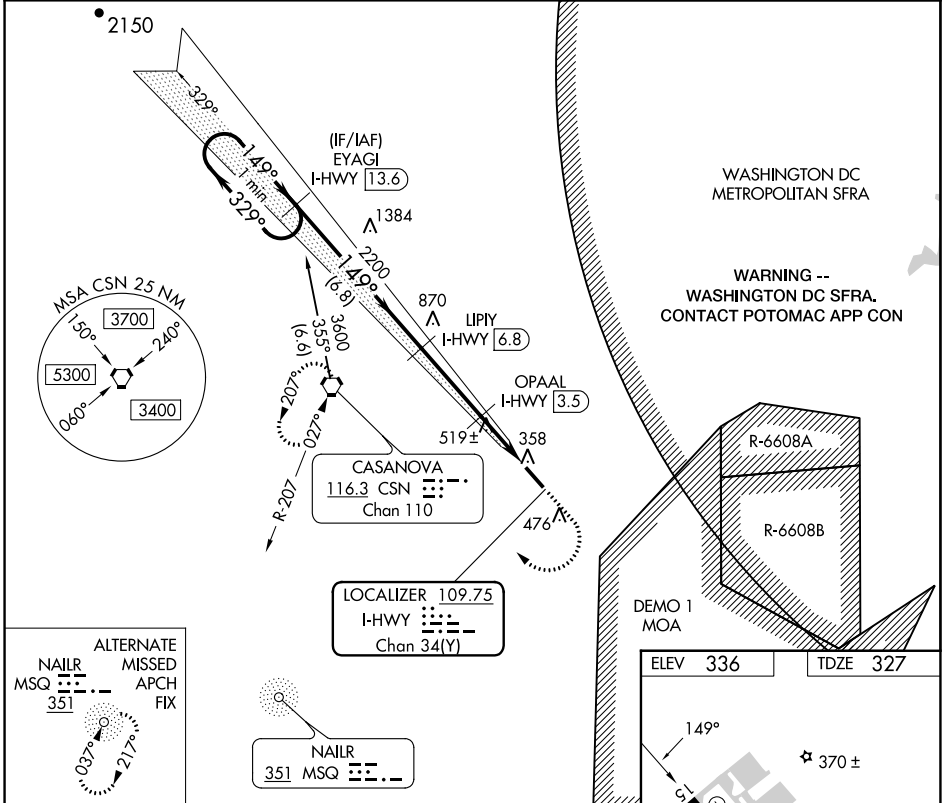 2150
329°
(IF/IAF)
EYAGI
I-HWY 13.6
149°
1 min
329°
1384
2200
149°
(6.8)
WASHINGTON DC
METROPOLITAN SFRA
WARNING --
WASHINGTON DC SFRA.
CONTACT POTOMAC APP CON
MSA CSN 25 NM
3700
150°
240°
5300
060°
3400
3600
355°
(6.6)
870
LIPIY
I-HWY 6.8
OPAAL
I-HWY 3.5
207°
027°
519 ±
358
R-207
CASANOVA
116.3 CSN
Chan 110
476
R-6608A
R-6608B
LOCALIZER 109.75
I-HWY
Chan 34(Y)
DEMO 1
MOA
ALTERNATE
MISSED
APCH
FIX
NAILR
MSQ
351
037°
217°
NAILR
351 MSQ
ELEV 336
TDZE 327
149°
370 ±
15